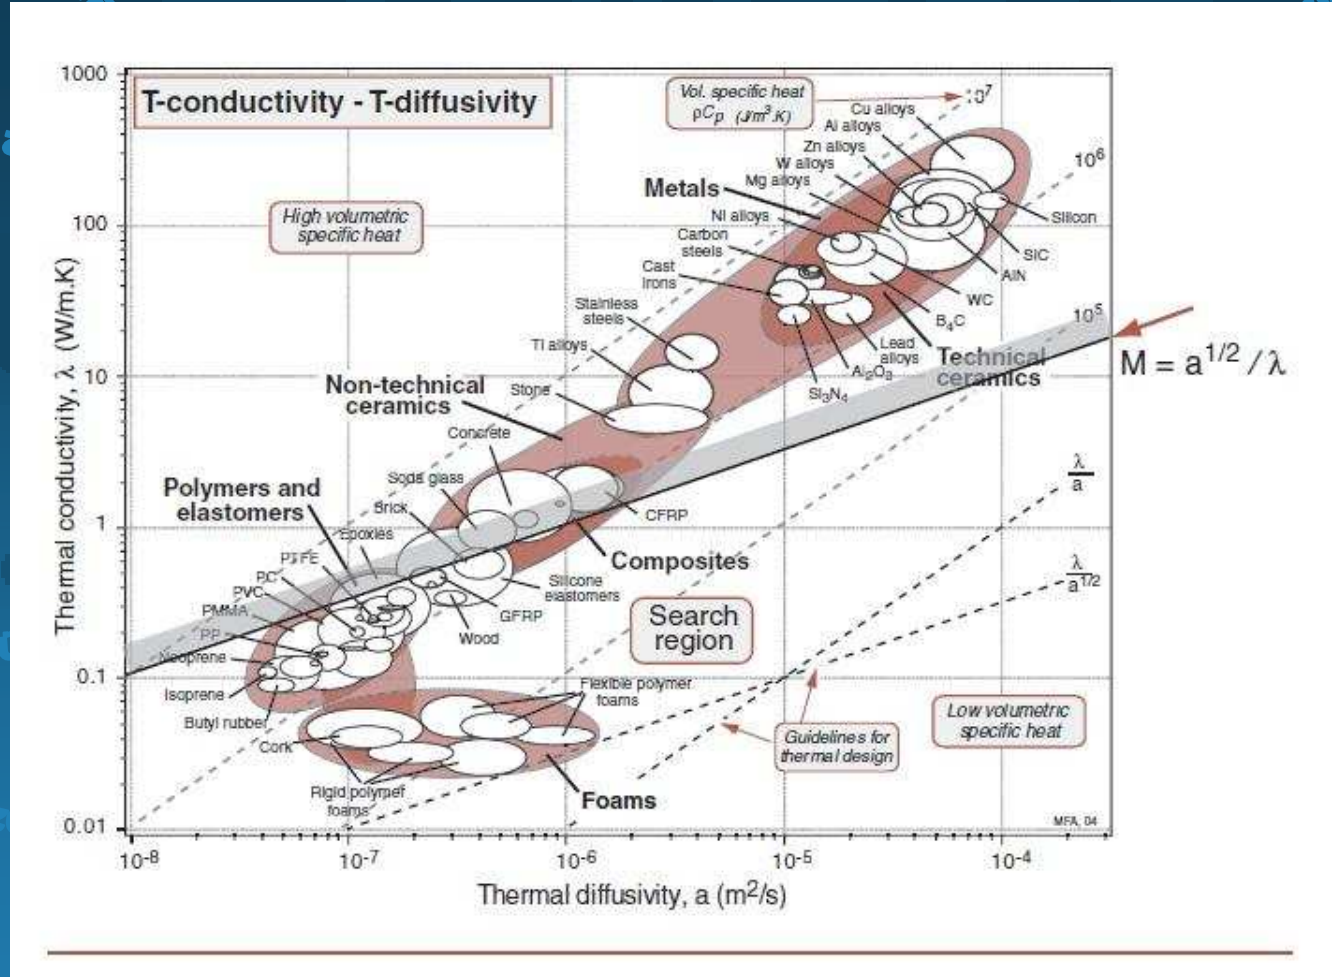 1000
100
10
1
0.1
0.01
Thermal conductivity, λ (W/m.K)
T-conductivity - T-diffusivity
Vol. specific heat
ρCp (J/m³.K)
10⁷
10⁶
10⁵
High volumetric
specific heat
Metals
Cu alloys
Al alloys
Zn alloys
W alloys
Mg alloys
Ni alloys
Carbon
steels
Cast
irons
Stainless
steels
Ti alloys
Stone
Silicon
SiC
AlN
WC
B₄C
Lead
alloys
Al₂O₃
Si₃N₄
Technical
ceramics
M = a^1/2 / λ
Non-technical
ceramics
Concrete
Soda glass
Brick
Epoxies
Polymers and
elastomers
PTFE
PC
PVC
PMMA
PP
Neoprene
Isoprene
Butyl rubber
Cork
CFRP
Composites
Silicone
elastomers
GFRP
Wood
Search
region
λ
a
λ
a^1/2
Flexible polymer
foams
Rigid polymer
foams
Foams
Guidelines for
thermal design
Low volumetric
specific heat
MFA, 04
10⁻⁸
10⁻⁷
10⁻⁶
10⁻⁵
10⁻⁴
Thermal diffusivity, a (m²/s)